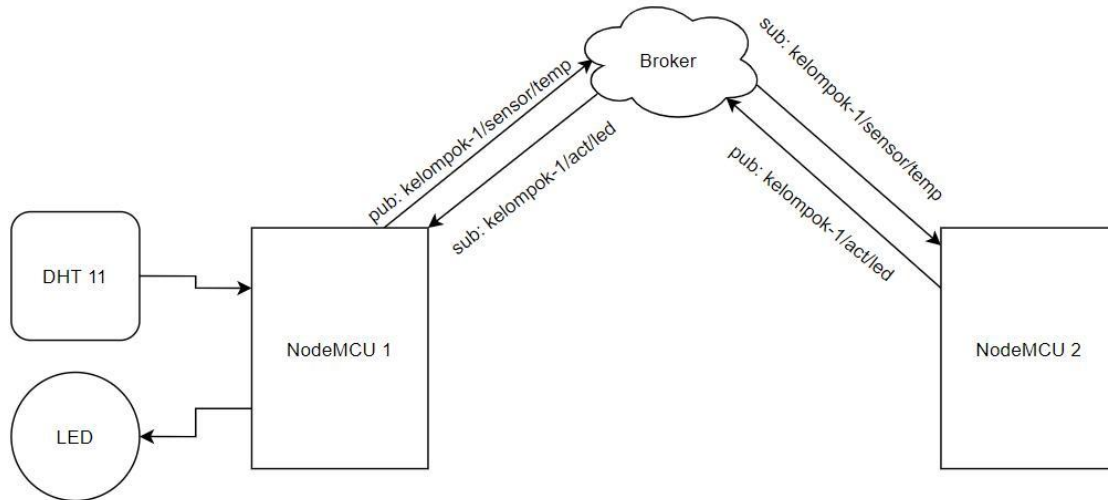 Broker
pub: kelompok-1/sensor/temp
sub: kelompok-1/act/led
sub: kelompok-1/sensor/temp
pub: kelompok-1/act/led
DHT 11
NodeMCU 1
NodeMCU 2
LED